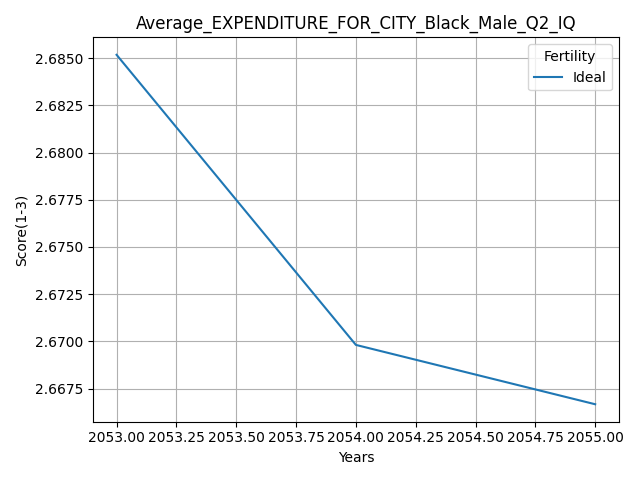 Average_EXPENDITURE_FOR_CITY_Black_Male_Q2_IQ
Fertility
Ideal
2.6850
2.6825
2.6800
2.6775
2.6750
2.6725
2.6700
2.6675
Score(1-3)
2053.00 2053.25 2053.50 2053.75 2054.00 2054.25 2054.50 2054.75 2055.00
Years